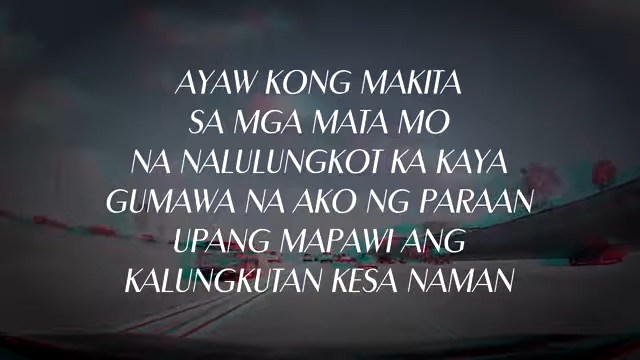 AYAW KONG MAKITA
SA MGA MATA MO
NA NALULUNGKOT KA KAYA
GUMAWA NA AKO NG PARAAN
UPANG MAPAWI ANG
KALUNGKUTAN KESA NAMAN